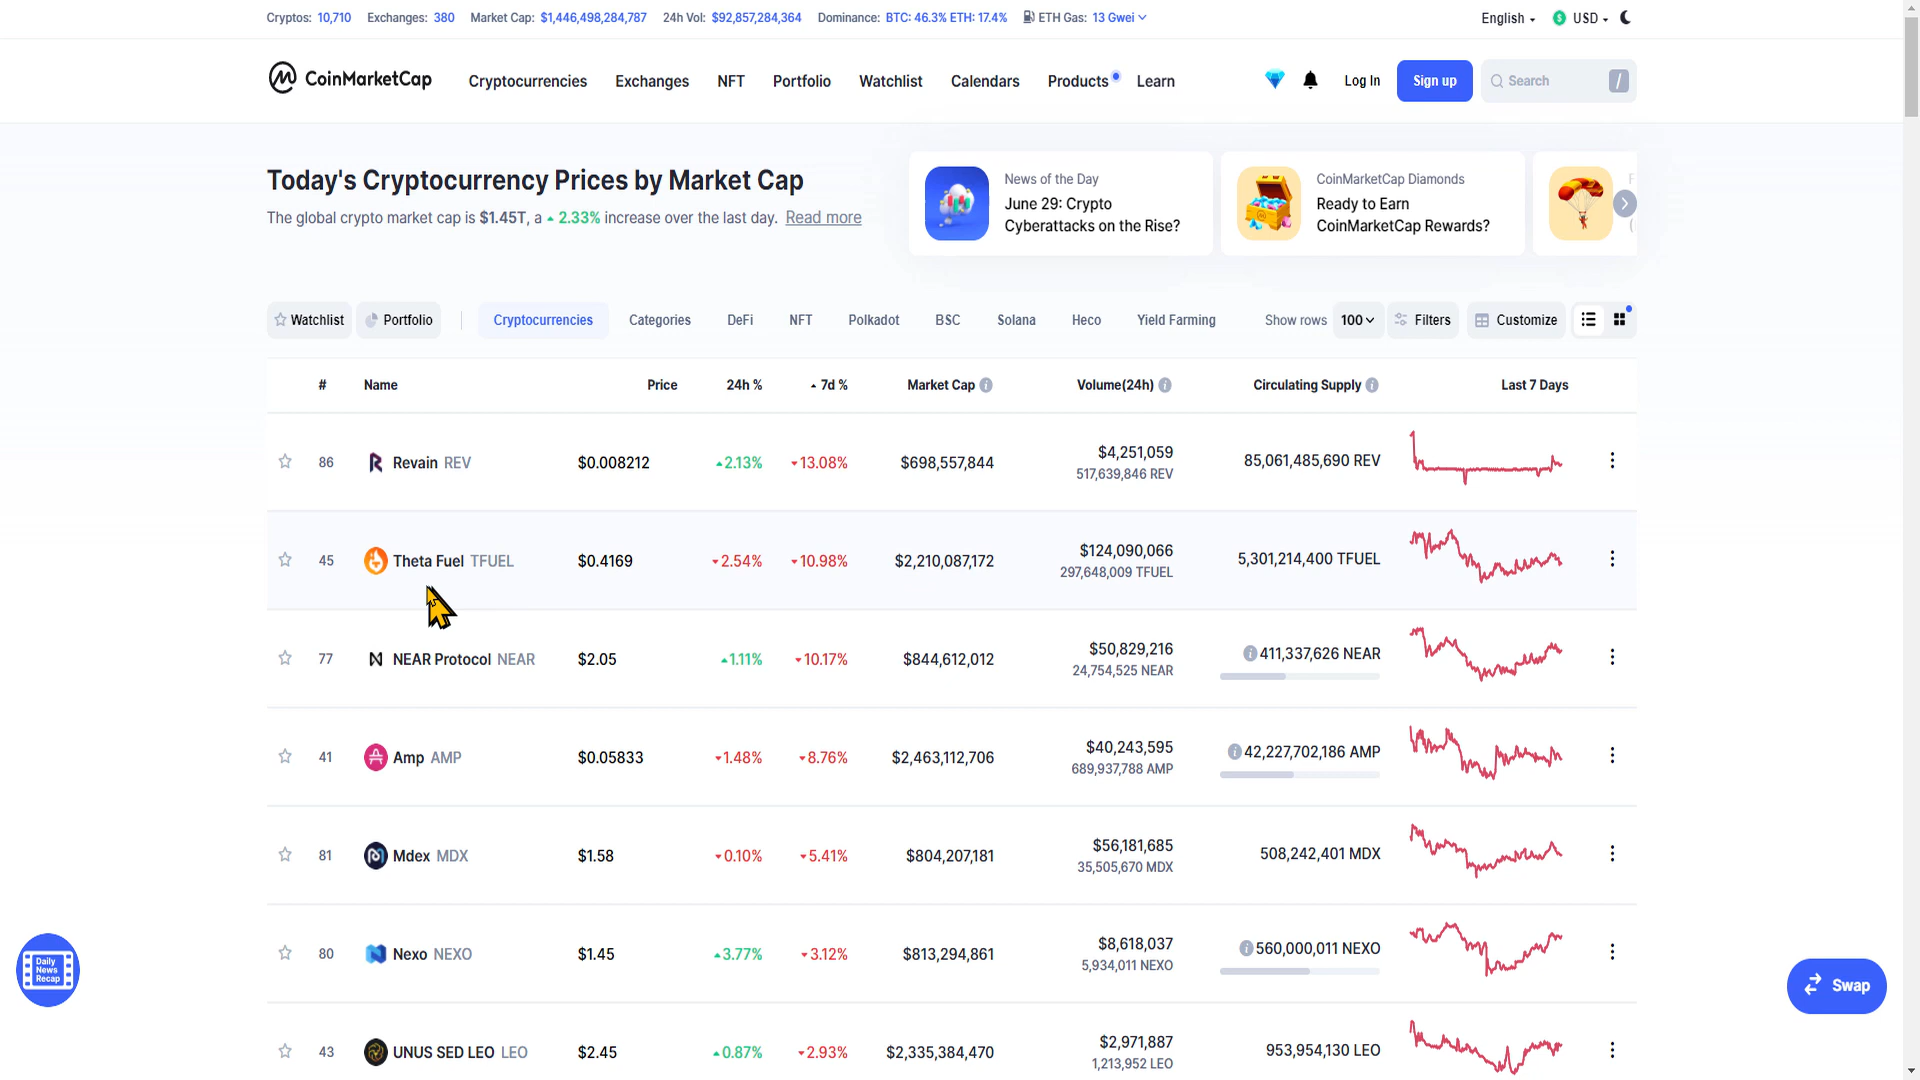 Cryptos: 10,710 Exchanges: 380 Market Cap: $1,446,498,284,787 24h Vol: $92,857,284,364 Dominance: BTC: 46.3% ETH: 17.4% ETH Gas: 13 Gwei English USD
CoinMarketCap Cryptocurrencies Exchanges NFT Portfolio Watchlist Calendars Products Learn Log In Sign up Search /
Today's Cryptocurrency Prices by Market Cap
The global crypto market cap is $1.45T, a 2.33% increase over the last day. Read more
News of the Day
June 29: Crypto
Cyberattacks on the Rise?
CoinMarketCap Diamonds
Ready to Earn
CoinMarketCap Rewards?
Watchlist Portfolio Cryptocurrencies Categories DeFi NFT Polkadot BSC Solana Heco Yield Farming Show rows 100 Filters Customize
# Name Price 24h % 7d % Market Cap Volume(24h) Circulating Supply Last 7 Days
86 Revain REV $0.008212 2.13% 13.08% $698,557,844 $4,251,059 85,061,485,690 REV
517,639,846 REV
45 Theta Fuel TFUEL $0.4169 2.54% 10.98% $2,210,087,172 $124,090,066 5,301,214,400 TFUEL
297,648,009 TFUEL
77 NEAR Protocol NEAR $2.05 1.11% 10.17% $844,612,012 $50,829,216 411,337,626 NEAR
24,754,525 NEAR
41 Amp AMP $0.05833 1.48% 8.76% $2,463,112,706 $40,243,595 42,227,702,186 AMP
689,937,788 AMP
81 Mdex MDX $1.58 0.10% 5.41% $804,207,181 $56,181,685 508,242,401 MDX
35,505,670 MDX
80 Nexo NEXO $1.45 3.77% 3.12% $813,294,861 $8,618,037 560,000,011 NEXO
5,934,011 NEXO
43 UNUS SED LEO LEO $2.45 0.87% 2.93% $2,335,384,470 $2,971,887 953,954,130 LEO
1,213,952 LEO
Daily
News
Recap
Swap